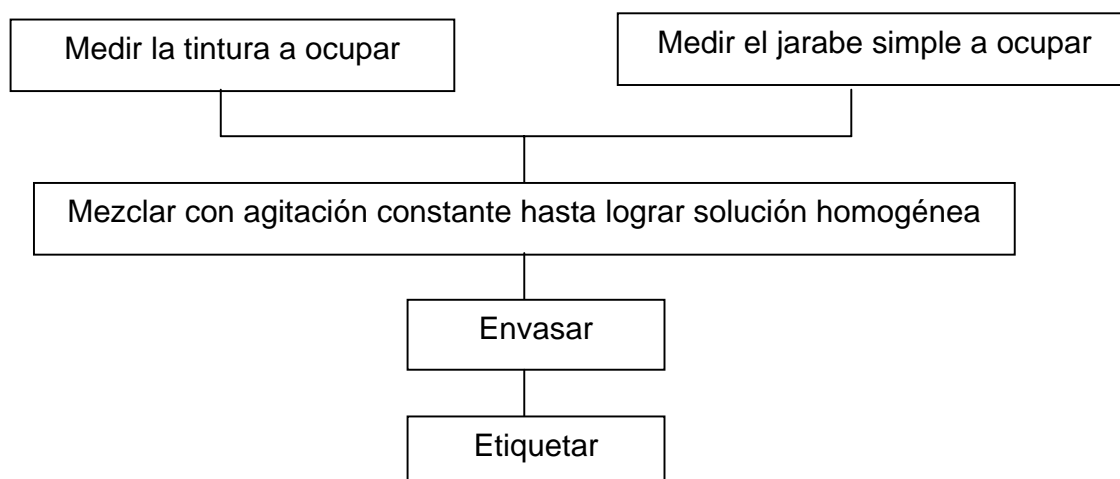 Medir la tintura a ocupar
Medir el jarabe simple a ocupar
Mezclar con agitación constante hasta lograr solución homogénea
Envasar
Etiquetar